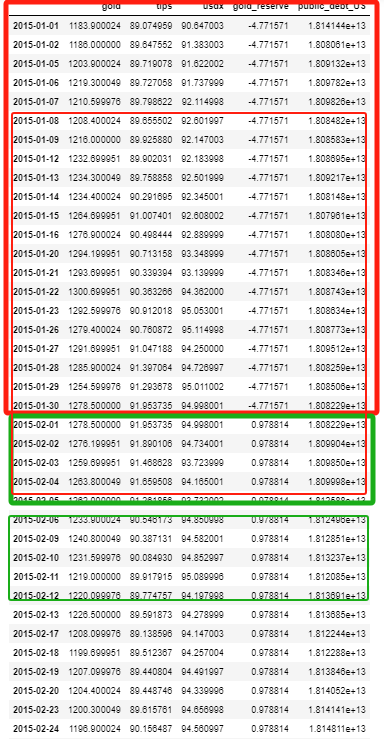 gold tips usdx gold_reserve public_debt_US
2015-01-01 1183.900024 89.074959 90.647003 -4.771571 1.814144e+13
2015-01-02 1186.000000 89.647552 91.383003 -4.771571 1.808061e+13
2015-01-05 1203.900024 89.719078 91.622002 -4.771571 1.809132e+13
2015-01-06 1219.300049 89.727058 91.737999 -4.771571 1.809782e+13
2015-01-07 1210.599976 89.798622 92.114998 -4.771571 1.809826e+13
2015-01-08 1208.400024 89.655502 92.601997 -4.771571 1.808482e+13
2015-01-09 1216.000000 89.925880 92.147003 -4.771571 1.808583e+13
2015-01-12 1232.699951 89.902031 92.183998 -4.771571 1.808695e+13
2015-01-13 1234.300049 89.758858 92.501999 -4.771571 1.809217e+13
2015-01-14 1234.400024 90.291695 92.345001 -4.771571 1.808148e+13
2015-01-15 1264.699951 91.007401 92.608002 -4.771571 1.807961e+13
2015-01-16 1276.900024 90.498444 92.889999 -4.771571 1.808080e+13
2015-01-20 1294.199951 90.713158 93.348999 -4.771571 1.808605e+13
2015-01-21 1293.699951 90.339394 93.139999 -4.771571 1.808346e+13
2015-01-22 1300.699951 90.363266 94.362000 -4.771571 1.808743e+13
2015-01-23 1292.599976 90.912018 95.053001 -4.771571 1.808634e+13
2015-01-26 1279.400024 90.760872 95.114998 -4.771571 1.808773e+13
2015-01-27 1291.699951 91.047188 94.250000 -4.771571 1.809512e+13
2015-01-28 1285.900024 91.397064 94.726997 -4.771571 1.808259e+13
2015-01-29 1254.599976 91.293678 95.011002 -4.771571 1.808506e+13
2015-01-30 1278.500000 91.953735 94.998001 -4.771571 1.808229e+13
2015-02-01 1278.500000 91.953735 94.998001 0.978814 1.808229e+13
2015-02-02 1276.199951 91.890106 94.734001 0.978814 1.809904e+13
2015-02-03 1259.699951 91.468628 93.723999 0.978814 1.809850e+13
2015-02-04 1263.800049 91.659508 94.165001 0.978814 1.809998e+13
2015-02-05 0.978814
2015-02-06 1233.900024 90.546173 94.850998 0.978814 1.812496e+13
2015-02-09 1240.800049 90.387131 94.582001 0.978814 1.812851e+13
2015-02-10 1231.599976 90.084930 94.852997 0.978814 1.813237e+13
2015-02-11 1219.000000 89.917915 95.089996 0.978814 1.812085e+13
2015-02-12 1220.099976 89.774757 94.197998 0.978814 1.813691e+13
2015-02-13 1226.500000 89.591873 94.278999 0.978814 1.813685e+13
2015-02-17 1208.099976 89.138596 94.147003 0.978814 1.812244e+13
2015-02-18 1199.699951 89.512367 94.257004 0.978814 1.812288e+13
2015-02-19 1207.099976 89.440804 94.491997 0.978814 1.813846e+13
2015-02-20 1204.400024 89.448746 94.339996 0.978814 1.814052e+13
2015-02-23 1200.300049 89.615761 94.656998 0.978814 1.814141e+13
2015-02-24 1196.900024 90.156487 94.560997 0.978814 1.814811e+13